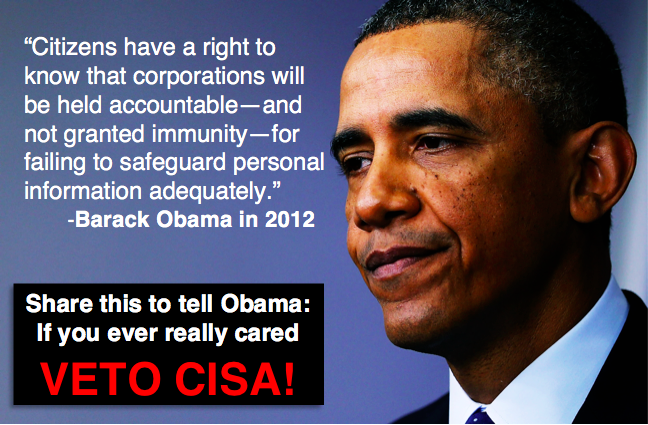 “Citizens have a right to
know that corporations will
be held accountable—and
not granted immunity—for
failing to safeguard personal
information adequately.”
-Barack Obama in 2012
Share this to tell Obama:
If you ever really cared
VETO CISA!